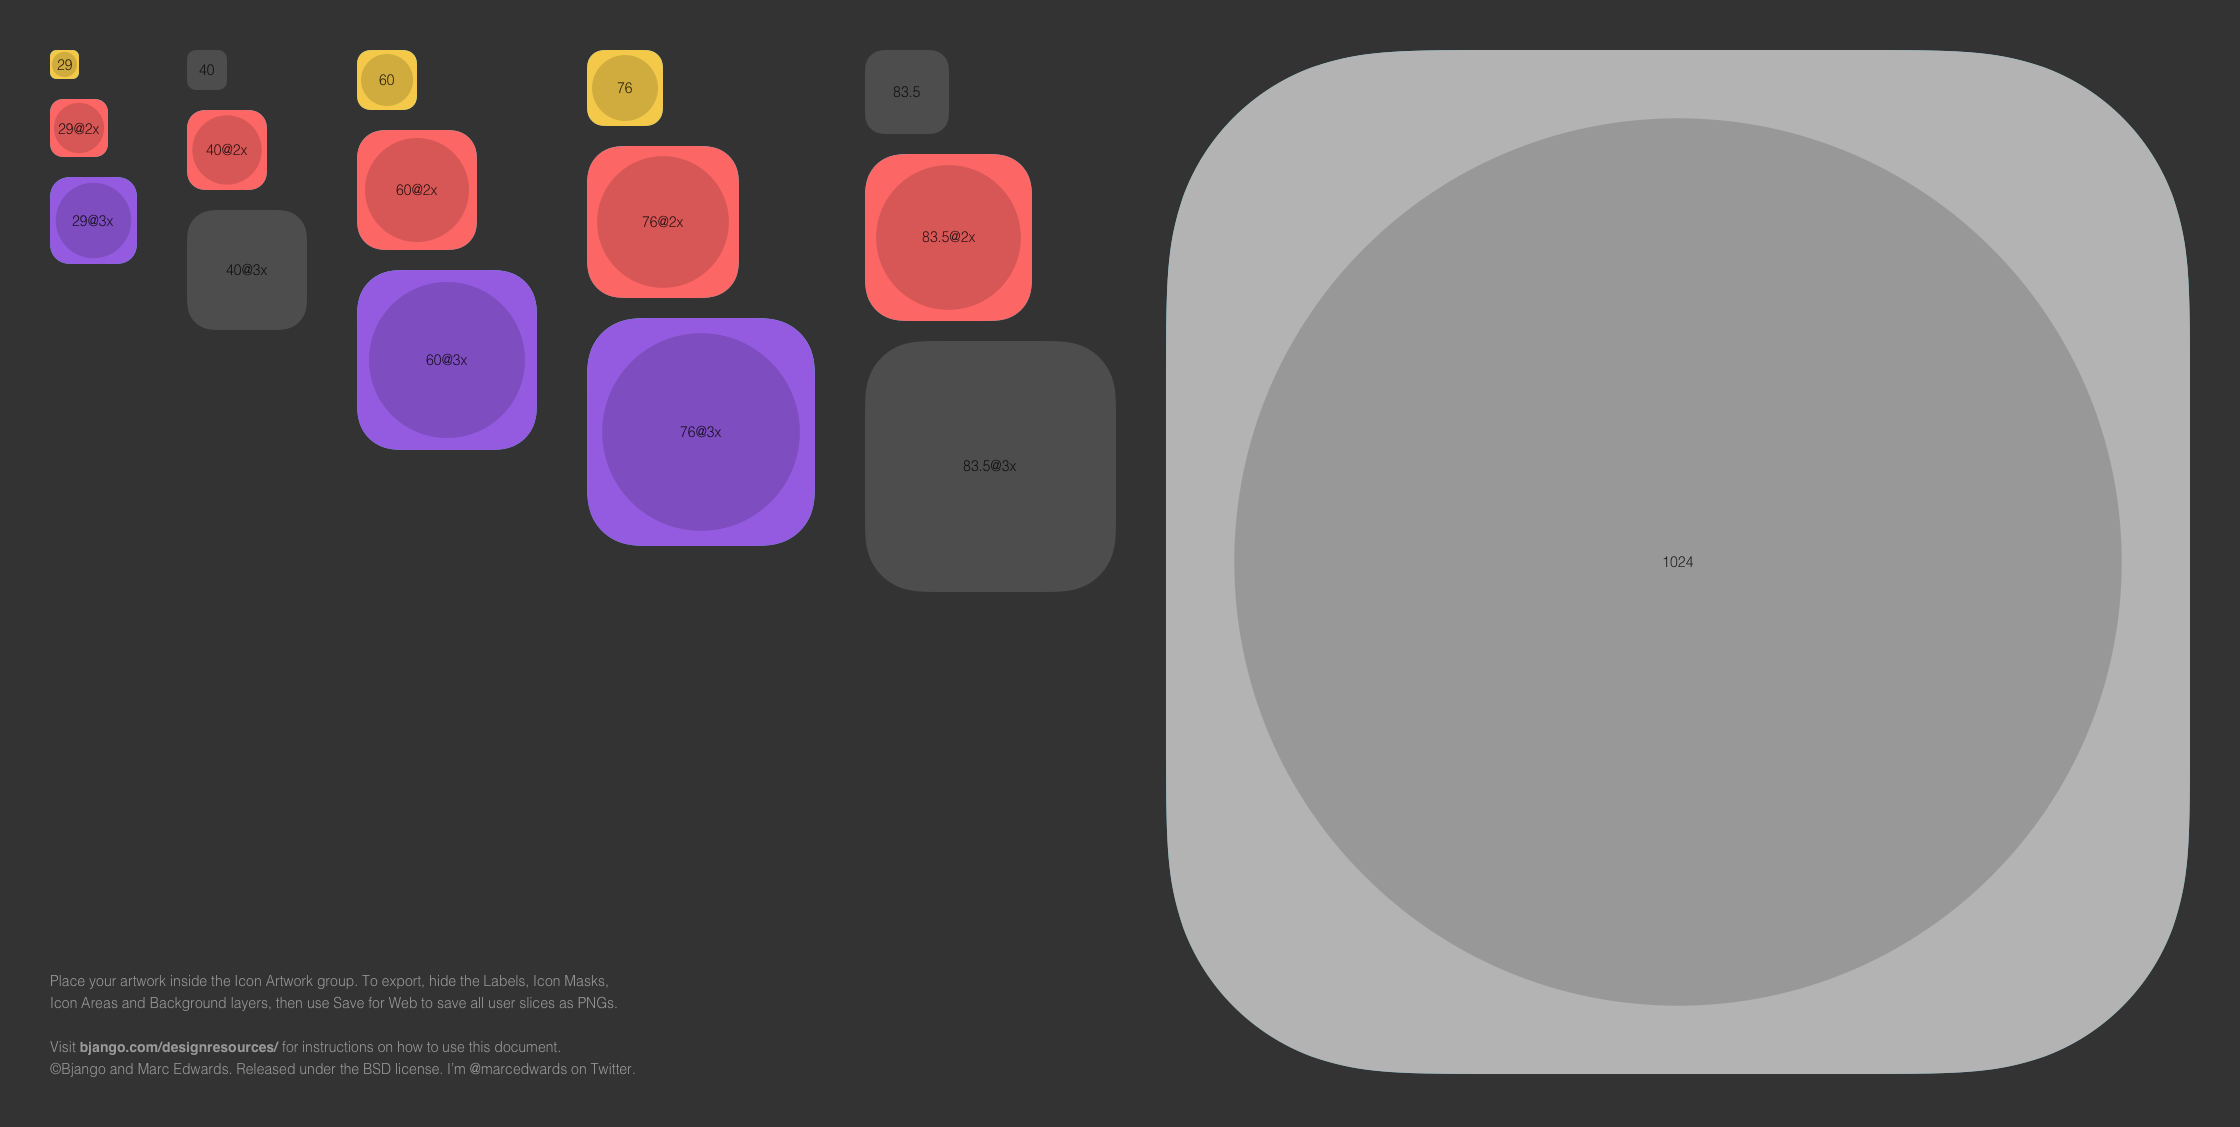 29
29@2x
29@3x
40
40@2x
40@3x
60
60@2x
60@3x
76
76@2x
76@3x
83.5
83.5@2x
83.5@3x
1024
Place your artwork inside the Icon Artwork group. To export, hide the Labels, Icon Masks,
Icon Areas and Background layers, then use Save for Web to save all user slices as PNGs.
Visit bjango.com/designresources/ for instructions on how to use this document.
©Bjango and Marc Edwards. Released under the BSD license. I'm @marcedwards on Twitter.